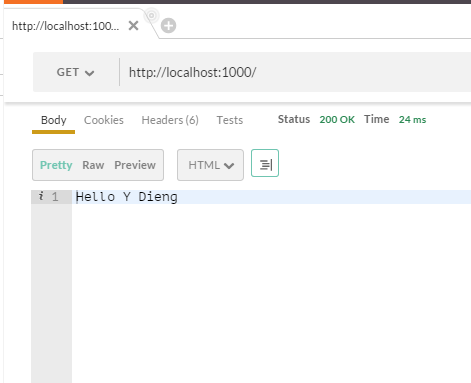 http://localhost:100...
GET http://localhost:1000/
Body Cookies Headers (6) Tests Status 200 OK Time 24 ms
Pretty Raw Preview HTML
i 1 Hello Y Dieng